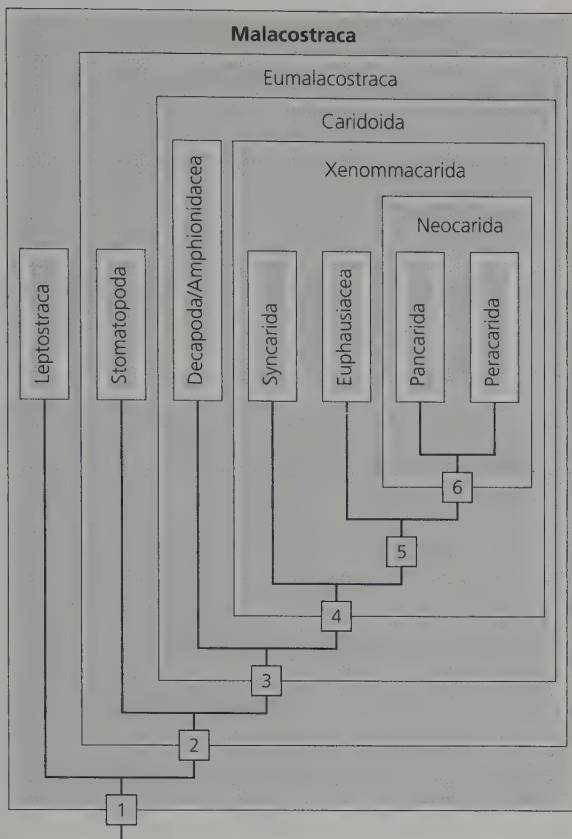 Malacostraca
Eumalacostraca
Caridoida
Xenommacarida
Neocarida
Leptostraca
Stomatopoda
Decapoda/Amphionidacea
Syncarida
Euphausiacea
Pancarida
Peracarida
6
5
4
3
2
1